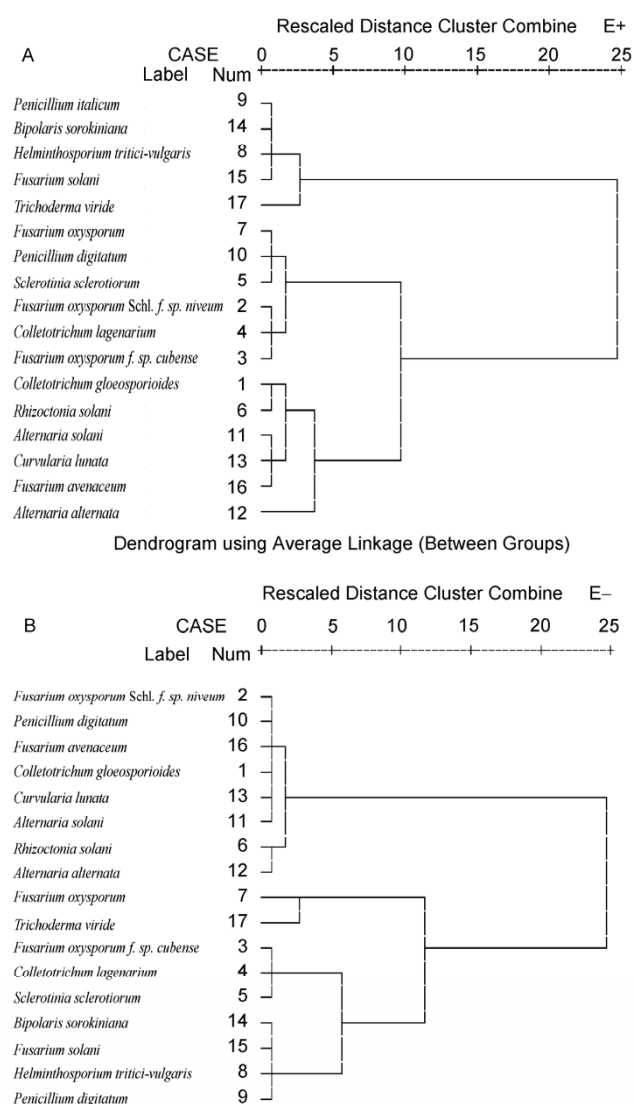 Rescaled Distance Cluster Combine E+
A CASE 0 5 10 15 20 25
Label Num
Penicillium italicum 9
Bipolaris sorokiniana 14
Helminthosporium tritici-vulgaris 8
Fusarium solani 15
Trichoderma viride 17
Fusarium oxysporum 7
Penicillium digitatum 10
Sclerotinia sclerotiorum 5
Fusarium oxysporum Schl. f. sp. niveum 2
Colletotrichum lagenarium 4
Fusarium oxysporum f. sp. cubense 3
Colletotrichum gloeosporioides 1
Rhizoctonia solani 6
Alternaria solani 11
Curvularia lunata 13
Fusarium avenaceum 16
Alternaria alternata 12
Dendrogram using Average Linkage (Between Groups)
Rescaled Distance Cluster Combine E–
B CASE 0 5 10 15 20 25
Label Num
Fusarium oxysporum Schl. f. sp. niveum 2
Penicillium digitatum 10
Fusarium avenaceum 16
Colletotrichum gloeosporioides 1
Curvularia lunata 13
Alternaria solani 11
Rhizoctonia solani 6
Alternaria alternata 12
Fusarium oxysporum 7
Trichoderma viride 17
Fusarium oxysporum f. sp. cubense 3
Colletotrichum lagenarium 4
Sclerotinia sclerotiorum 5
Bipolaris sorokiniana 14
Fusarium solani 15
Helminthosporium tritici-vulgaris 8
Penicillium digitatum 9